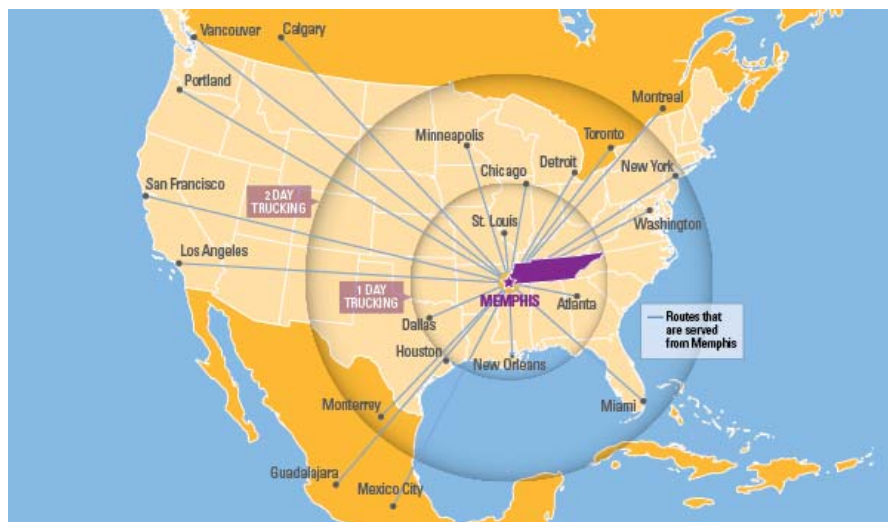 Vancouver
Calgary
Portland
Montreal
Minneapolis
Toronto
Chicago
Detroit
New York
San Francisco
2 DAY
TRUCKING
St. Louis
Washington
Los Angeles
1 DAY
TRUCKING
MEMPHIS
Atlanta
Dallas
Routes that
are served
from Memphis
Houston
New Orleans
Monterrey
Miami
Guadalajara
Mexico City